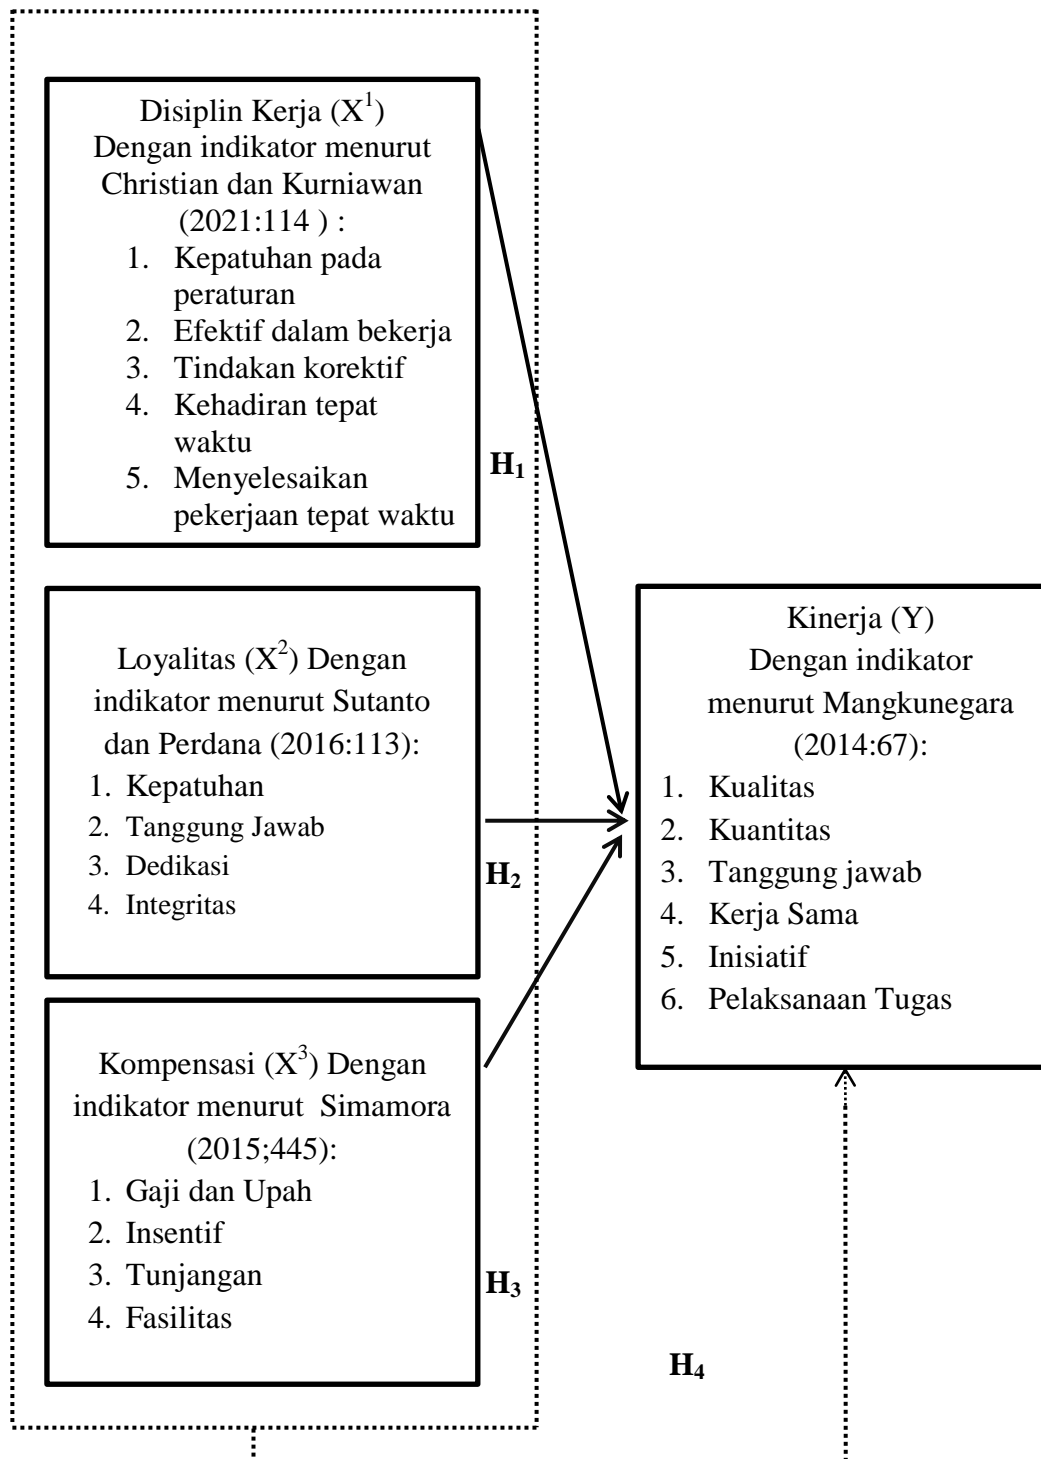 Disiplin Kerja (X¹)
Dengan indikator menurut
Christian dan Kurniawan
(2021:114 ) :
1. Kepatuhan pada
peraturan
2. Efektif dalam bekerja
3. Tindakan korektif
4. Kehadiran tepat
waktu
5. Menyelesaikan
pekerjaan tepat waktu
H₁
Loyalitas (X²) Dengan
indikator menurut Sutanto
dan Perdana (2016:113):
1. Kepatuhan
2. Tanggung Jawab
3. Dedikasi
4. Integritas
H₂
Kompensasi (X³) Dengan
indikator menurut Simamora
(2015;445):
1. Gaji dan Upah
2. Insentif
3. Tunjangan
4. Fasilitas
H₃
Kinerja (Y)
Dengan indikator
menurut Mangkunegara
(2014:67):
1. Kualitas
2. Kuantitas
3. Tanggung jawab
4. Kerja Sama
5. Inisiatif
6. Pelaksanaan Tugas
H₄